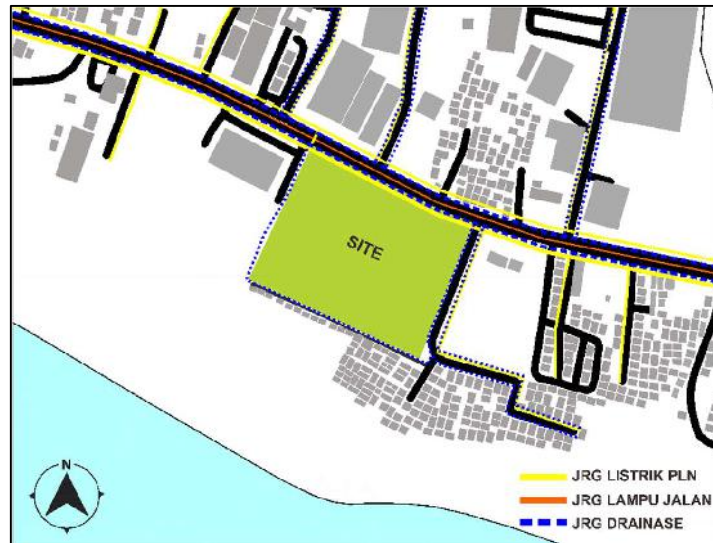 SITE
N
JRG LISTRIK PLN
JRG LAMPU JALAN
JRG DRAINASE